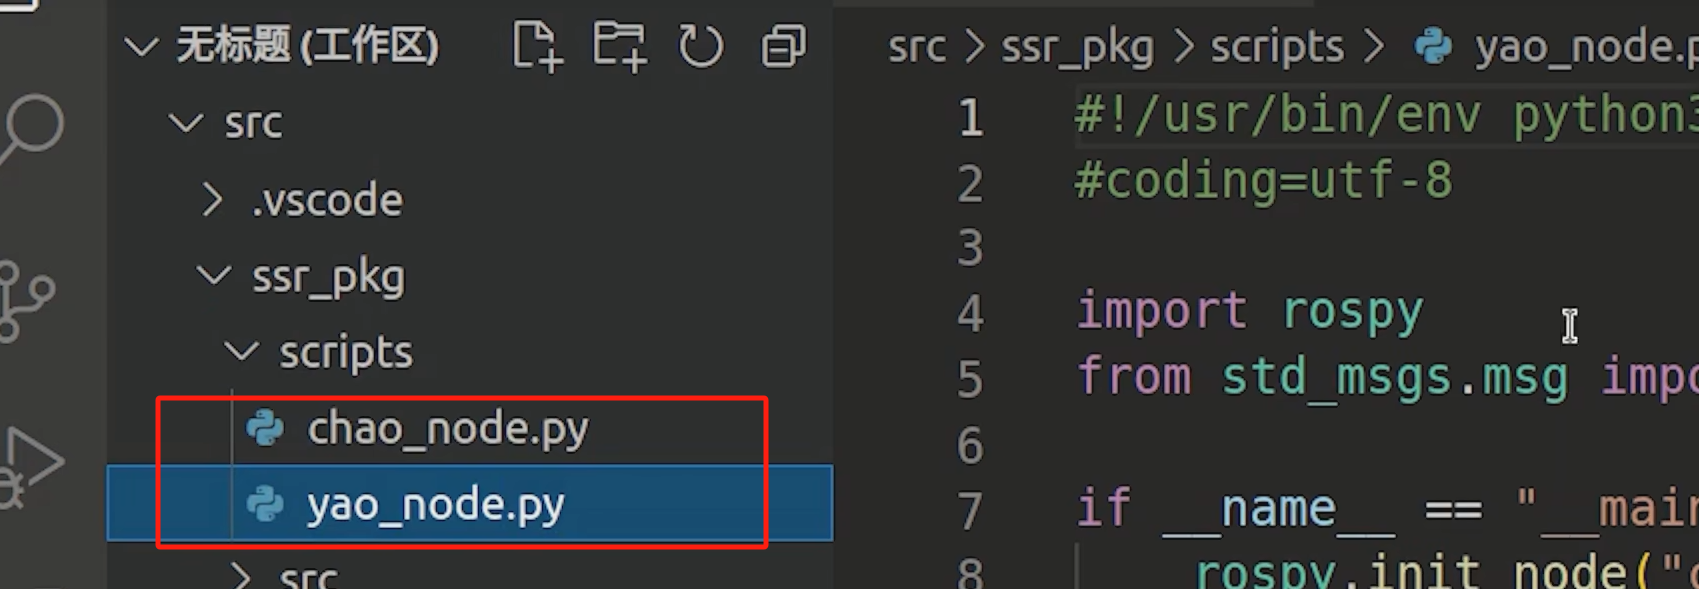 无标题 (工作区)
src
.vscode
ssr_pkg
scripts
chao_node.py
yao_node.py
src
src > ssr_pkg > scripts > yao_node.p
1 #!/usr/bin/env python3
2 #coding=utf-8
3
4 import rospy
5 from std_msgs.msg impo
6
7 if __name__ == "__main
8 rospy.init_node("c